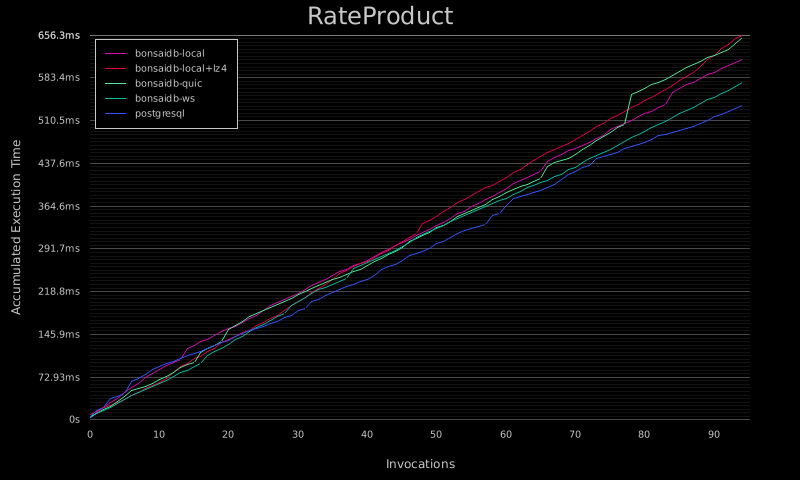 RateProduct
656.3ms
583.4ms
510.5ms
437.6ms
364.6ms
291.7ms
218.8ms
145.9ms
72.93ms
0s
bonsaidb-local
bonsaidb-local+lz4
bonsaidb-quic
bonsaidb-ws
postgresql
Accumulated Execution Time
0 10 20 30 40 50 60 70 80 90
Invocations